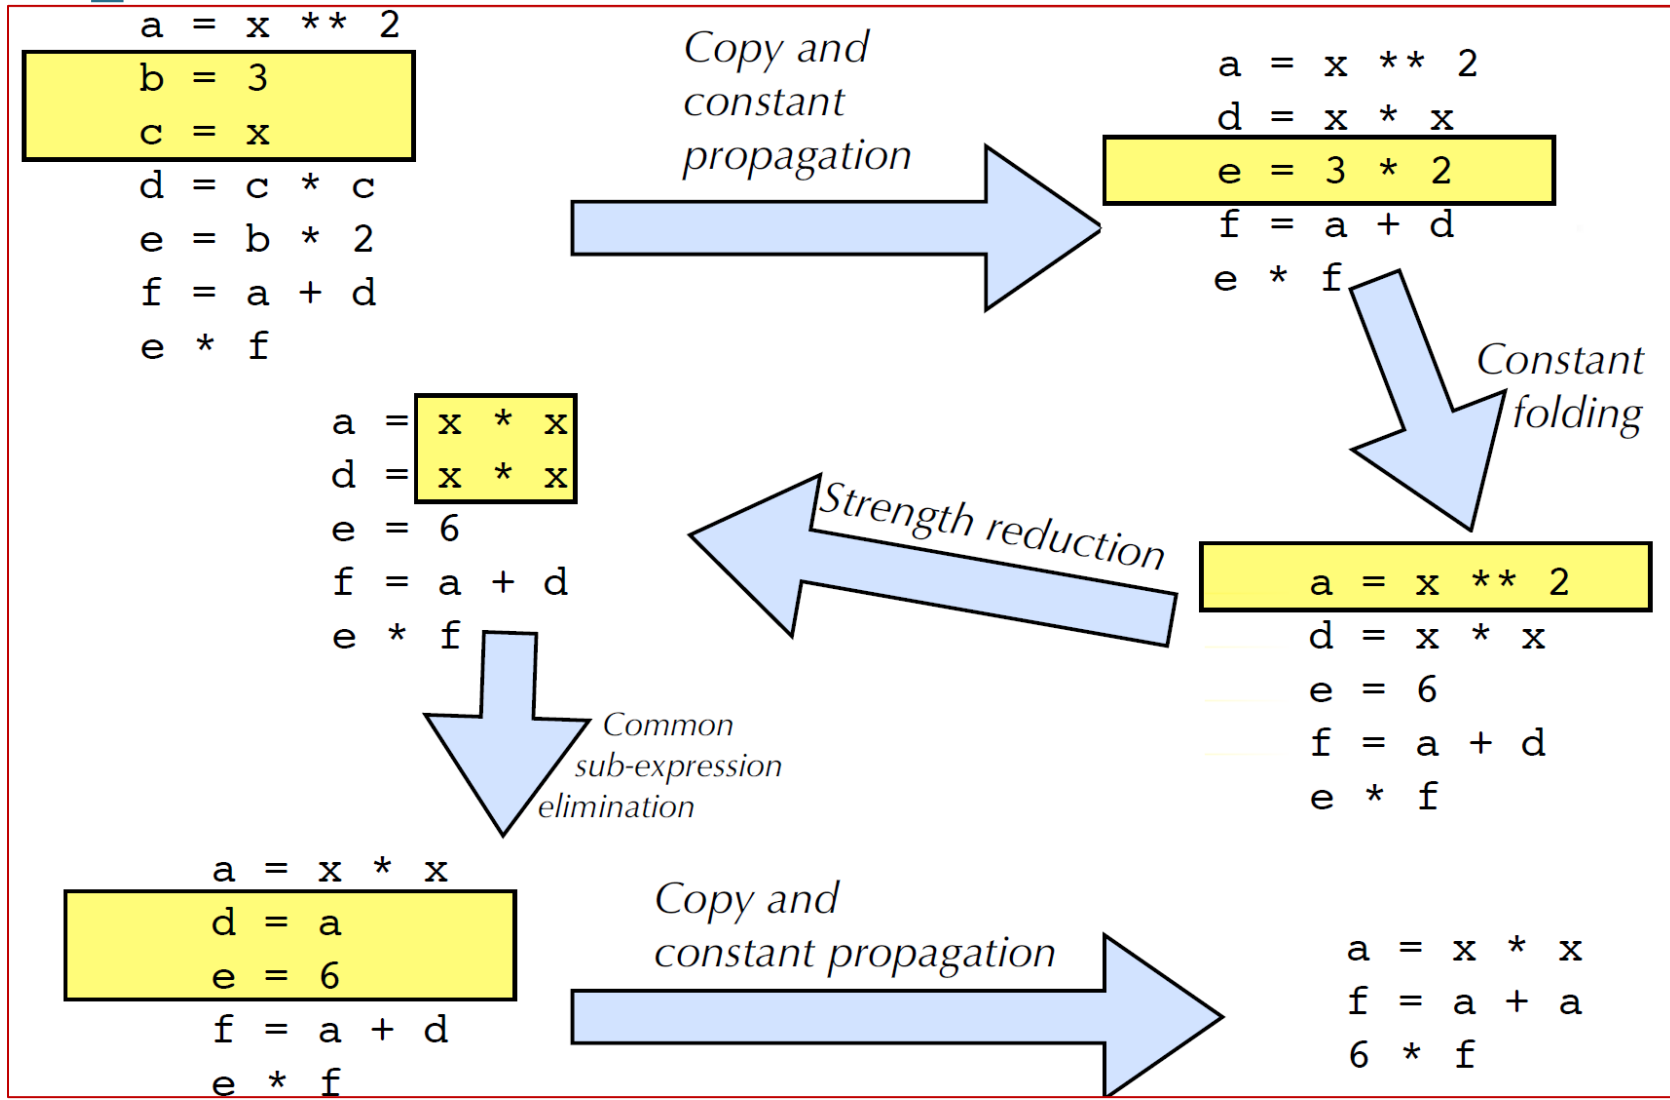 a = x ** 2
b = 3
c = x
d = c * c
e = b * 2
f = a + d
e * f
Copy and
constant
propagation
a = x ** 2
d = x * x
e = 3 * 2
f = a + d
e * f
Constant
folding
a = x ** 2
d = x * x
e = 6
f = a + d
e * f
Strength reduction
a = x * x
d = x * x
e = 6
f = a + d
e * f
Common
sub-expression
elimination
a = x * x
d = a
e = 6
f = a + d
e * f
Copy and
constant propagation
a = x * x
f = a + a
6 * f